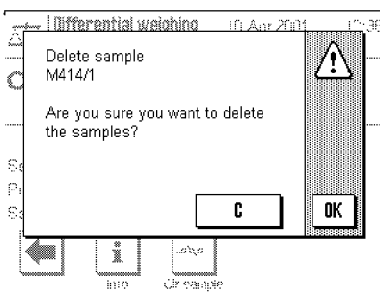 Differential weighing 10 Apr 2001
Delete sample
M414/1
Are you sure you want to delete
the samples?
C
OK
Info